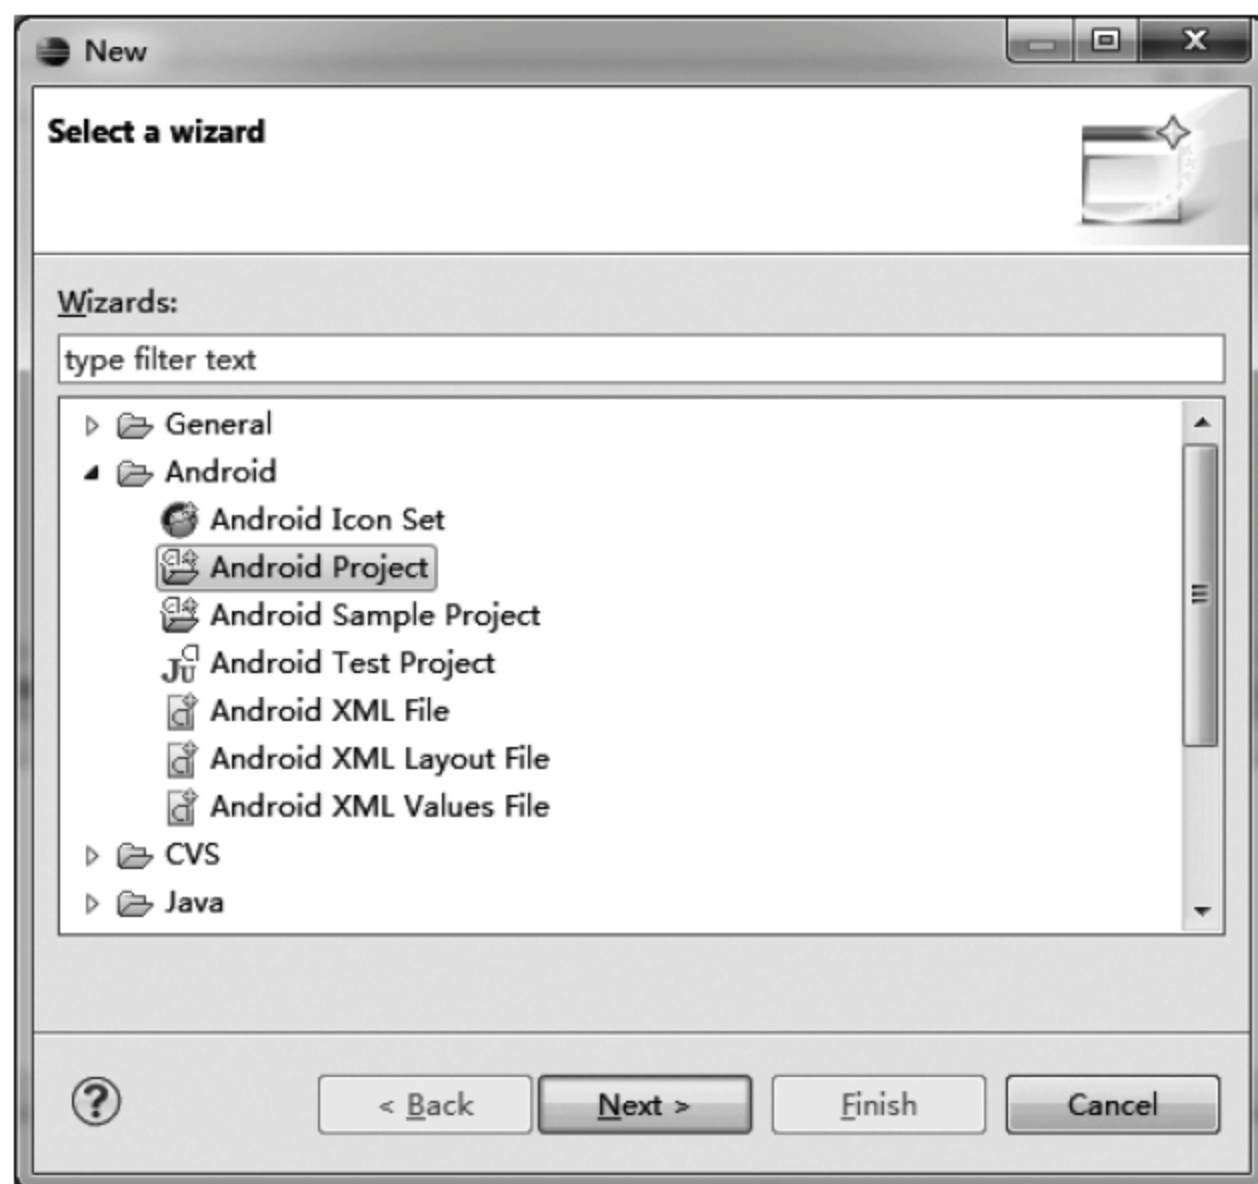 New
Select a wizard
Wizards:
type filter text
General
Android
Android Icon Set
Android Project
Android Sample Project
Android Test Project
Android XML File
Android XML Layout File
Android XML Values File
CVS
Java
< Back Next > Finish Cancel